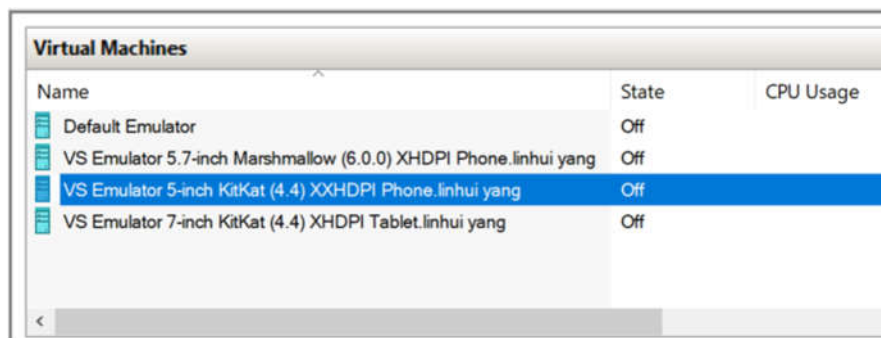 Virtual Machines
Name State CPU Usage
Default Emulator Off
VS Emulator 5.7-inch Marshmallow (6.0.0) XHDPI Phone.linhui yang Off
VS Emulator 5-inch KitKat (4.4) XXHDPI Phone.linhui yang Off
VS Emulator 7-inch KitKat (4.4) XHDPI Tablet.linhui yang Off